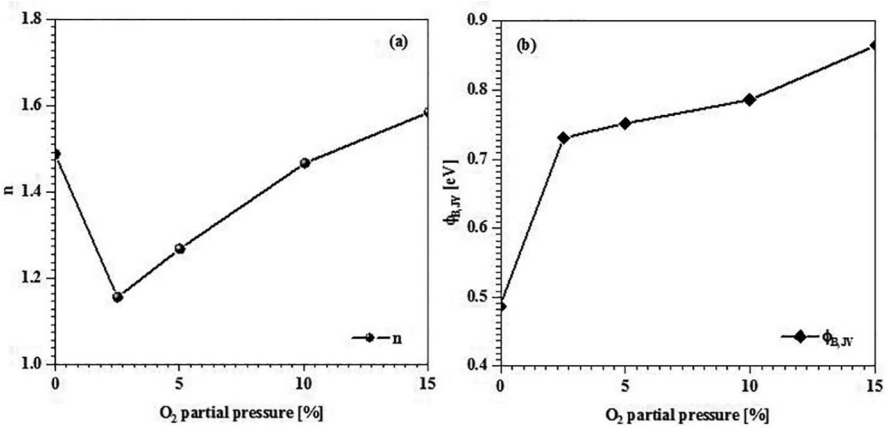 1.8
1.6
1.4
1.2
1.0
n
(a)
n
0
5
10
15
O₂ partial pressure [%]
0.9
0.8
0.7
0.6
0.5
0.4
ϕB,JV [eV]
(b)
ϕB,JV
0
5
10
15
O₂ partial pressure [%]